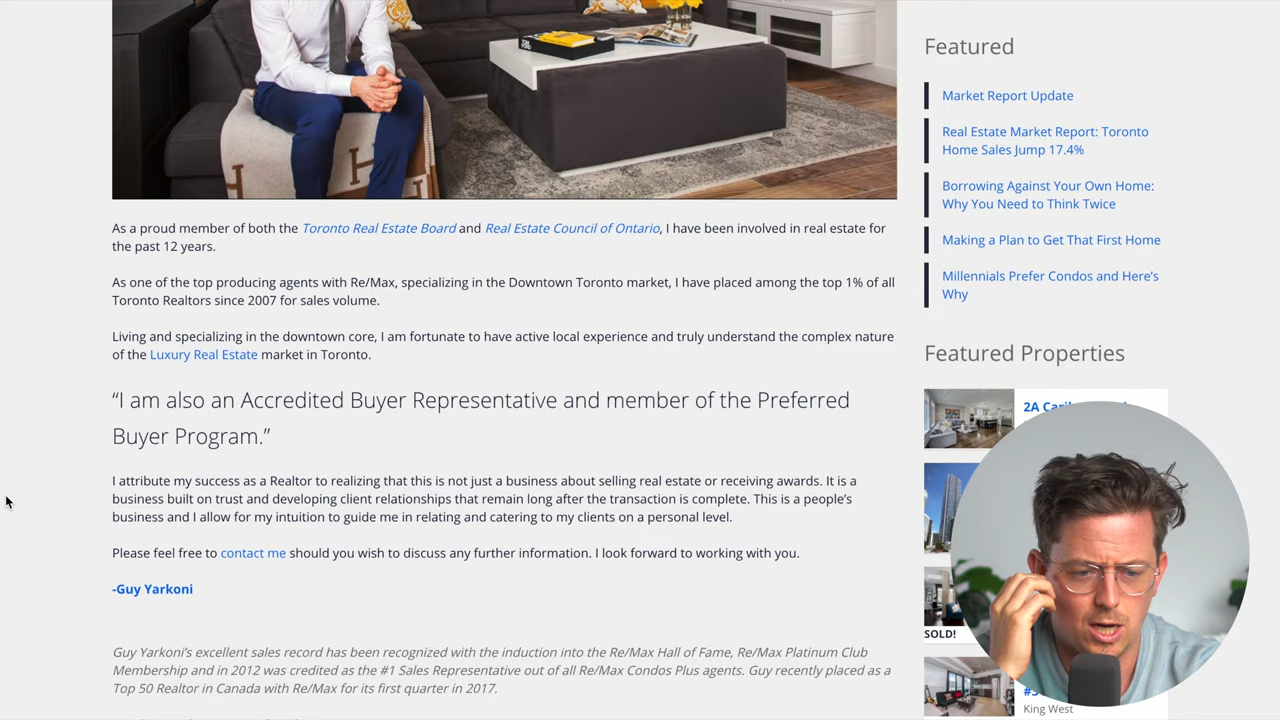 As a proud member of both the Toronto Real Estate Board and Real Estate Council of Ontario, I have been involved in real estate for
the past 12 years.
As one of the top producing agents with Re/Max, specializing in the Downtown Toronto market, I have placed among the top 1% of all
Toronto Realtors since 2007 for sales volume.
Living and specializing in the downtown core, I am fortunate to have active local experience and truly understand the complex nature
of the Luxury Real Estate market in Toronto.
“I am also an Accredited Buyer Representative and member of the Preferred
Buyer Program.”
I attribute my success as a Realtor to realizing that this is not just a business about selling real estate or receiving awards. It is a
business built on trust and developing client relationships that remain long after the transaction is complete. This is a people’s
business and I allow for my intuition to guide me in relating and catering to my clients on a personal level.
Please feel free to contact me should you wish to discuss any further information. I look forward to working with you.
-Guy Yarkoni
Guy Yarkoni’s excellent sales record has been recognized with the induction into the Re/Max Hall of Fame, Re/Max Platinum Club
Membership and in 2012 was credited as the #1 Sales Representative out of all Re/Max Condos Plus agents. Guy recently placed as a
Top 50 Realtor in Canada with Re/Max for its first quarter in 2017.
Featured
Market Report Update
Real Estate Market Report: Toronto
Home Sales Jump 17.4%
Borrowing Against Your Own Home:
Why You Need to Think Twice
Making a Plan to Get That First Home
Millennials Prefer Condos and Here’s
Why
Featured Properties
2A
SOLD!
King West